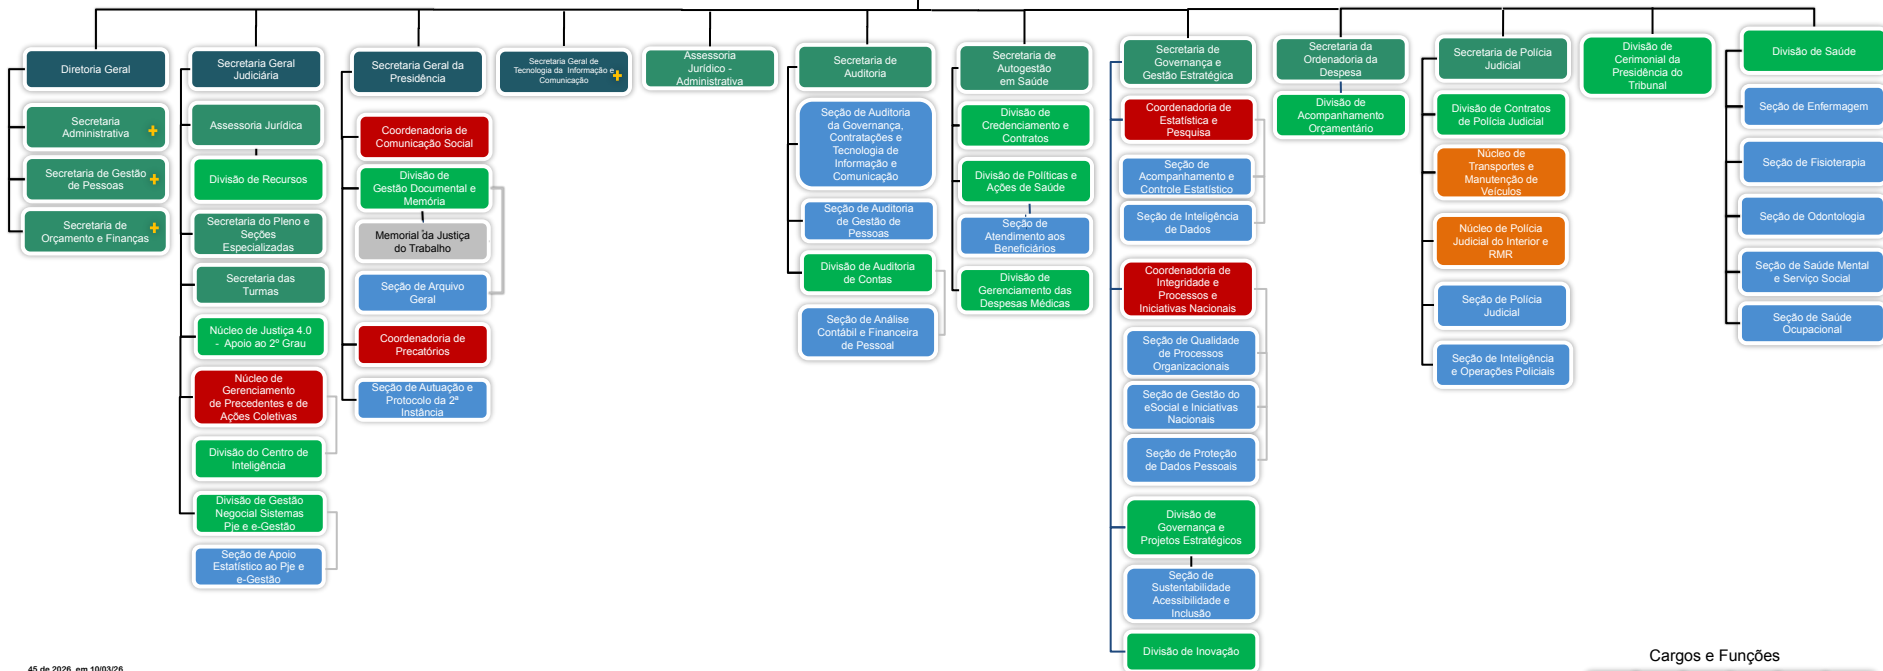 Diretoria Geral
Secretaria
Administrativa
Secretaria de Gestão
de Pessoas
Secretaria de
Orçamento e Finanças
Secretaria Geral
Judiciária
Assessoria Jurídica
Divisão de Recursos
Secretaria do Pleno e
Seções
Especializadas
Secretaria das
Turmas
Núcleo de Justiça 4.0
- Apoio ao 2º Grau
Núcleo de
Gerenciamento
de Precedentes e de
Ações Coletivas
Divisão do Centro de
Inteligência
Divisão de Gestão
Negocial Sistemas
Pje e e-Gestão
Seção de Apoio
Estatístico ao Pje e
e-Gestão
Secretaria Geral da
Presidência
Coordenadoria de
Comunicação Social
Divisão de
Gestão Documental e
Memória
Memorial da Justiça
do Trabalho
Seção de Arquivo
Geral
Coordenadoria de
Precatórios
Seção de Autuação e
Protocolo da 2ª
Instância
Secretaria Geral de
Tecnologia da Informação e
Comunicação
Assessoria
Jurídico -
Administrativa
Secretaria de
Auditoria
Seção de Auditoria
da Governança,
Contratações e
Tecnologia de
Informação e
Comunicação
Seção de Auditoria
de Gestão de
Pessoas
Divisão de Auditoria
de Contas
Seção de Análise
Contábil e Financeira
de Pessoal
Secretaria de
Autogestão
em Saúde
Divisão de
Credenciamento e
Contratos
Divisão de Políticas e
Ações de Saúde
Seção de
Atendimento aos
Beneficiários
Divisão de
Gerenciamento das
Despesas Médicas
Secretaria de
Governança e
Gestão Estratégica
Coordenadoria de
Estatística e
Pesquisa
Seção de
Acompanhamento e
Controle Estatístico
Seção de Inteligência
de Dados
Coordenadoria de
Integridade e
Processos e
Iniciativas Nacionais
Seção de Qualidade
de Processos
Organizacionais
Seção de Gestão do
eSocial e Iniciativas
Nacionais
Seção de Proteção
de Dados Pessoais
Divisão de
Governança e
Projetos Estratégicos
Seção de
Sustentabilidade
Acessibilidade e
Inclusão
Divisão de Inovação
Secretaria da
Ordenadoria da
Despesa
Divisão de
Acompanhamento
Orçamentário
Secretaria de Polícia
Judicial
Divisão de Contratos
de Polícia Judicial
Núcleo de
Transportes e
Manutenção de
Veículos
Núcleo de Polícia
Judicial do Interior e
RMR
Seção de Polícia
Judicial
Seção de Inteligência
e Operações Policiais
Divisão de
Cerimonial da
Presidência do
Tribunal
Divisão de Saúde
Seção de Enfermagem
Seção de Fisioterapia
Seção de Odontologia
Seção de Saúde Mental
e Serviço Social
Seção de Saúde
Ocupacional
Cargos e Funções
45 de 2026, em 10/03/26